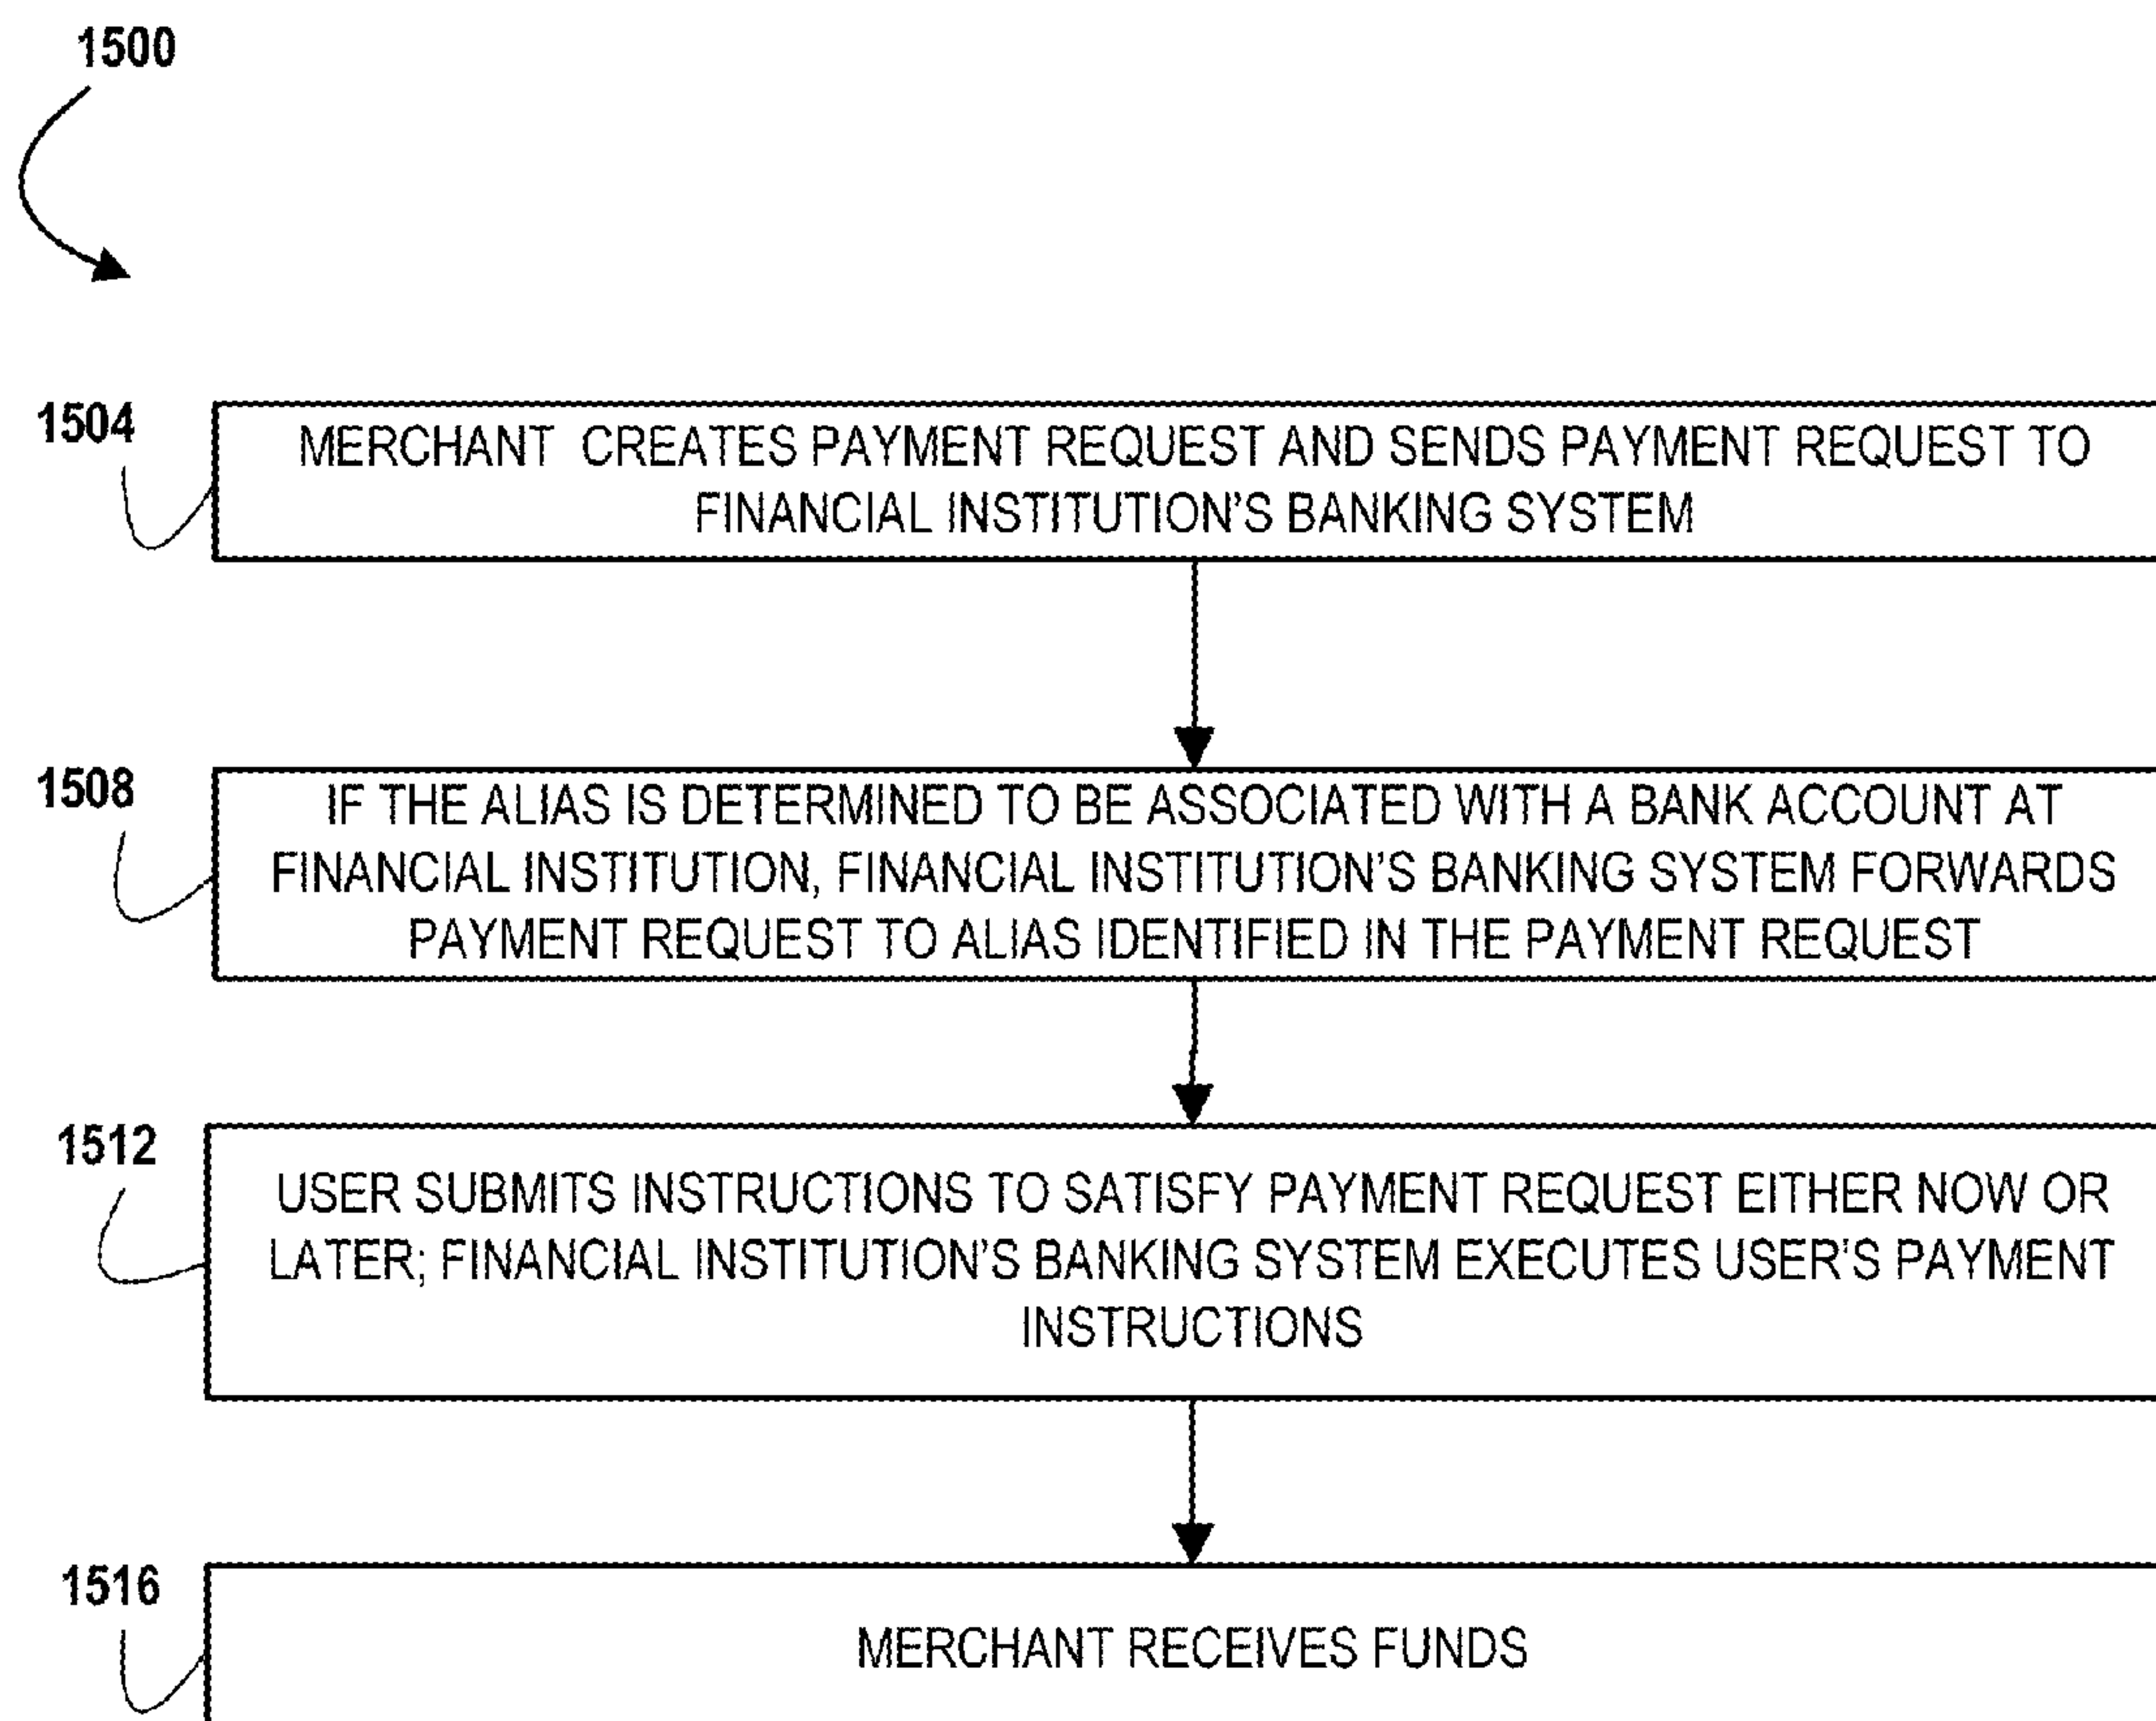 1500
1504
MERCHANT CREATES PAYMENT REQUEST AND SENDS PAYMENT REQUEST TO
FINANCIAL INSTITUTION'S BANKING SYSTEM
1508
IF THE ALIAS IS DETERMINED TO BE ASSOCIATED WITH A BANK ACCOUNT AT
FINANCIAL INSTITUTION, FINANCIAL INSTITUTION'S BANKING SYSTEM FORWARDS
PAYMENT REQUEST TO ALIAS IDENTIFIED IN THE PAYMENT REQUEST
1512
USER SUBMITS INSTRUCTIONS TO SATISFY PAYMENT REQUEST EITHER NOW OR
LATER; FINANCIAL INSTITUTION'S BANKING SYSTEM EXECUTES USER'S PAYMENT
INSTRUCTIONS
1516
MERCHANT RECEIVES FUNDS